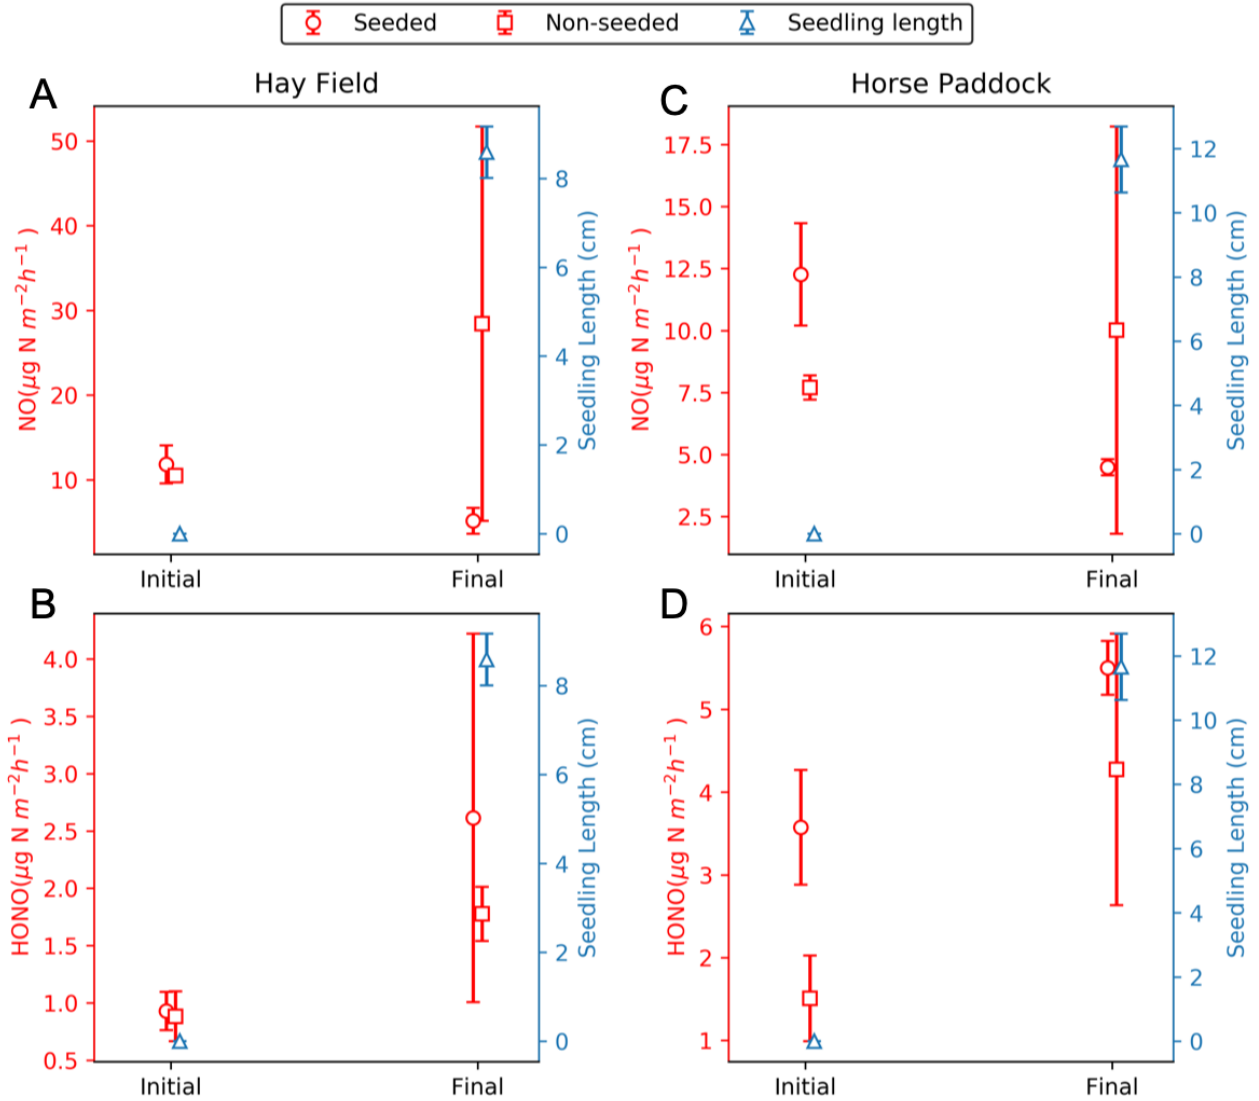 Seeded Non-seeded Seedling length
A Hay Field
50
40
30
20
10
NO(μg N m⁻²h⁻¹ )
8
6
4
2
0
Seedling Length (cm)
Initial Final
C Horse Paddock
17.5
15.0
12.5
10.0
7.5
5.0
2.5
NO(μg N m⁻²h⁻¹ )
12
10
8
6
4
2
0
Seedling Length (cm)
Initial Final
B
4.0
3.5
3.0
2.5
2.0
1.5
1.0
0.5
HONO(μg N m⁻²h⁻¹ )
8
6
4
2
0
Seedling Length (cm)
Initial Final
D
6
5
4
3
2
1
HONO(μg N m⁻²h⁻¹ )
12
10
8
6
4
2
0
Seedling Length (cm)
Initial Final